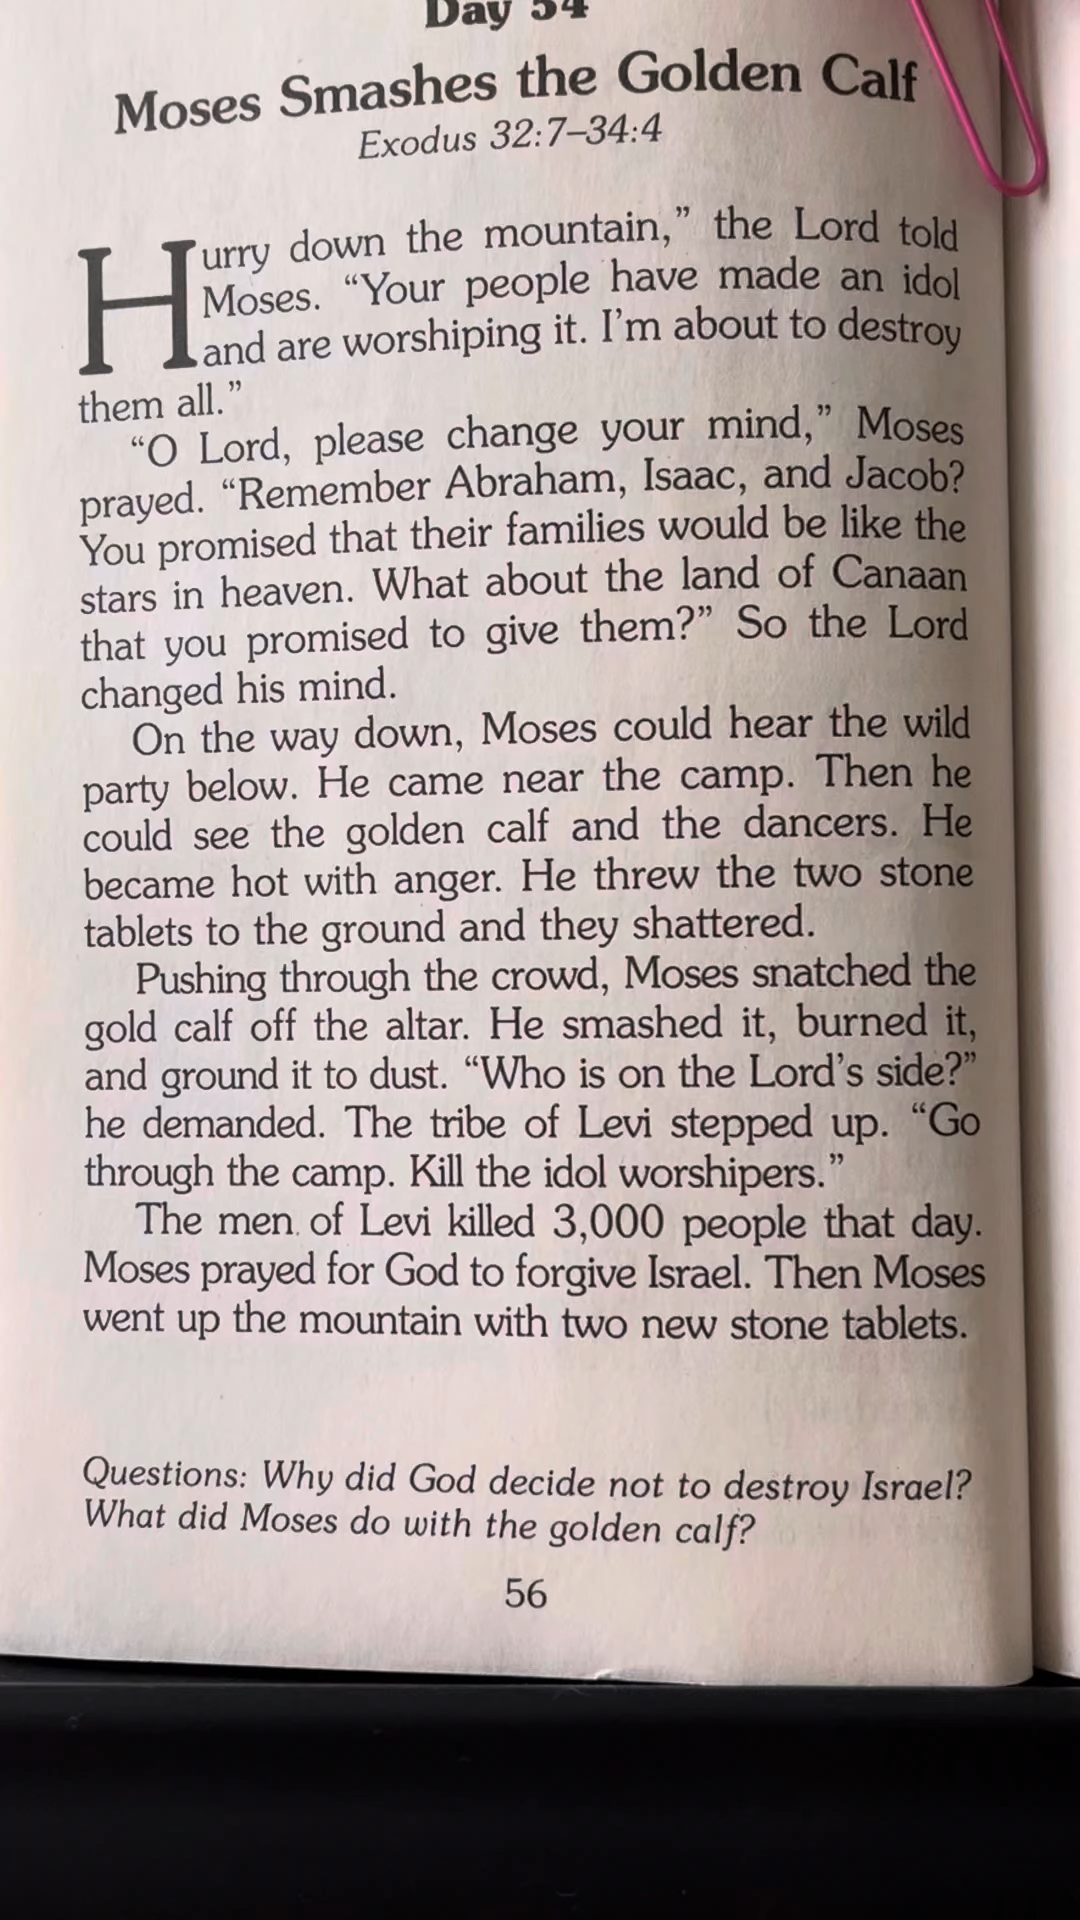 Day 54
Moses Smashes the Golden Calf
Exodus 32:7–34:4
Hurry down the mountain,” the Lord told
Moses. “Your people have made an idol
and are worshiping it. I’m about to destroy
them all.”
“O Lord, please change your mind,” Moses
prayed. “Remember Abraham, Isaac, and Jacob?
You promised that their families would be like the
stars in heaven. What about the land of Canaan
that you promised to give them?” So the Lord
changed his mind.
On the way down, Moses could hear the wild
party below. He came near the camp. Then he
could see the golden calf and the dancers. He
became hot with anger. He threw the two stone
tablets to the ground and they shattered.
Pushing through the crowd, Moses snatched the
gold calf off the altar. He smashed it, burned it,
and ground it to dust. “Who is on the Lord’s side?”
he demanded. The tribe of Levi stepped up. “Go
through the camp. Kill the idol worshipers.”
The men of Levi killed 3,000 people that day.
Moses prayed for God to forgive Israel. Then Moses
went up the mountain with two new stone tablets.
Questions: Why did God decide not to destroy Israel?
What did Moses do with the golden calf?
56